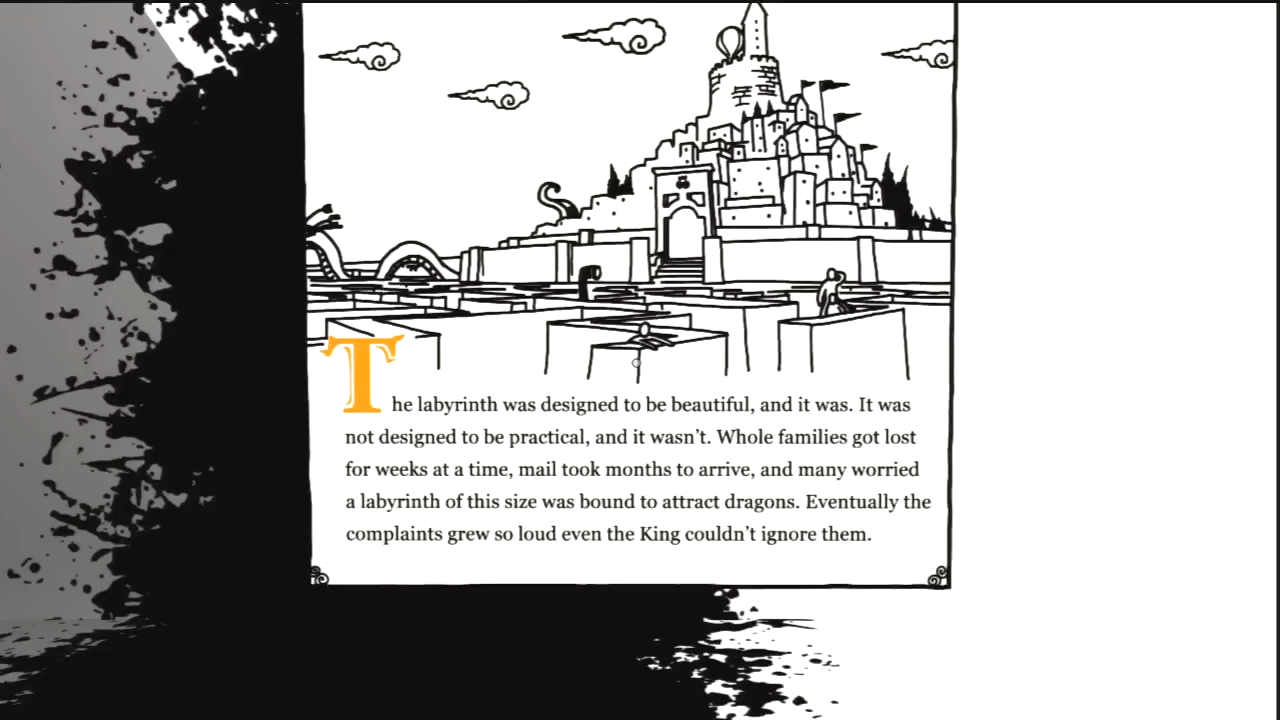 The labyrinth was designed to be beautiful, and it was. It was
not designed to be practical, and it wasn't. Whole families got lost
for weeks at a time, mail took months to arrive, and many worried
a labyrinth of this size was bound to attract dragons. Eventually the
complaints grew so loud even the King couldn't ignore them.